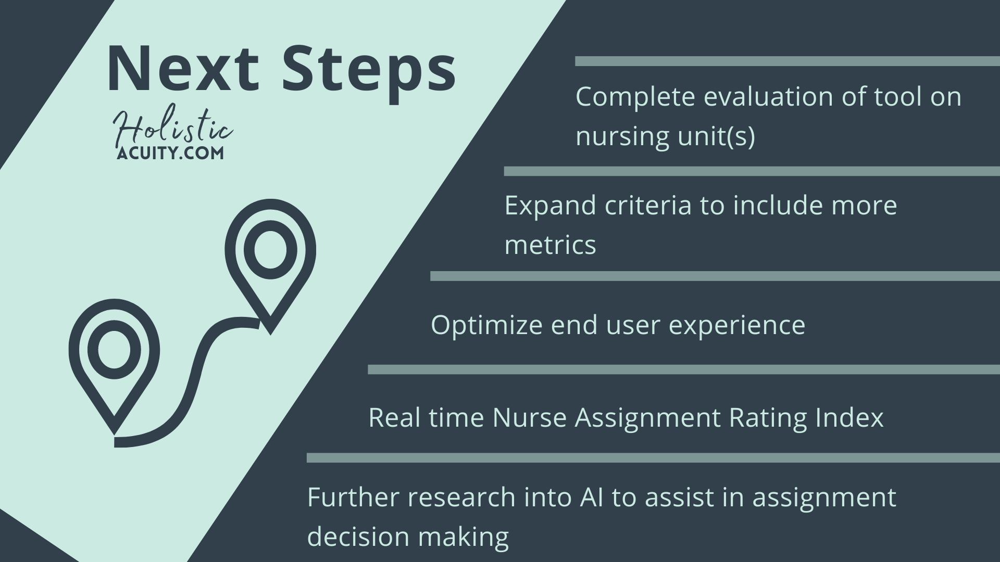 Next Steps
Holistic
ACUITY.COM
Complete evaluation of tool on
nursing unit(s)
Expand criteria to include more
metrics
Optimize end user experience
Real time Nurse Assignment Rating Index
Further research into AI to assist in assignment
decision making